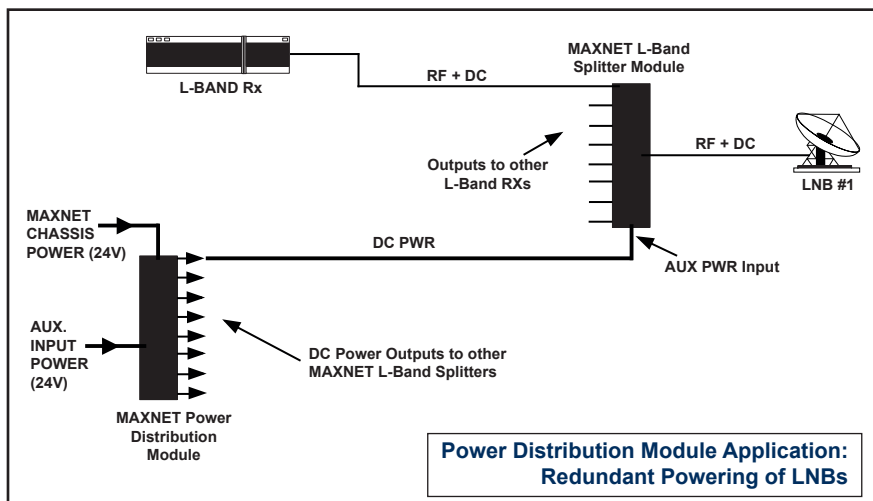 MAXNET L-Band
Splitter Module
L-BAND Rx
RF + DC
RF + DC
LNB #1
Outputs to other
L-Band RXs
MAXNET
CHASSIS
POWER (24V)
DC PWR
AUX PWR Input
AUX.
INPUT
POWER
(24V)
DC Power Outputs to other
MAXNET L-Band Splitters
MAXNET Power
Distribution
Module
Power Distribution Module Application:
Redundant Powering of LNBs